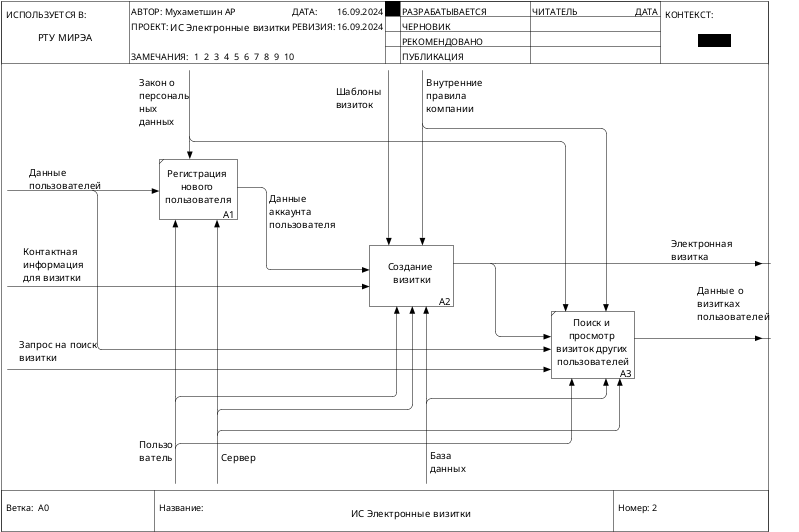 ИСПОЛЬЗУЕТСЯ В:
РТУ МИРЭА
АВТОР: Мухаметшин АР
ДАТА: 16.09.2024
ПРОЕКТ: ИС Электронные визитки
РЕВИЗИЯ: 16.09.2024
ЗАМЕЧАНИЯ: 1 2 3 4 5 6 7 8 9 10
РАЗРАБАТЫВАЕТСЯ
ЧЕРНОВИК
РЕКОМЕНДОВАНО
ПУБЛИКАЦИЯ
ЧИТАТЕЛЬ
ДАТА
КОНТЕКСТ:
Закон о
персональ
ных
данных
Шаблоны
визиток
Внутренние
правила
компании
Данные
пользователей
Регистрация
нового
пользователя
A1
Данные
аккаунта
пользователя
Контактная
информация
для визитки
Создание
визитки
A2
Электронная
визитка
Данные о
визитках
пользователей
Запрос на поиск
визитки
Поиск и
просмотр
визиток других
пользователей
A3
Пользо
ватель
Сервер
База
данных
Ветка: A0
Название:
ИС Электронные визитки
Номер: 2